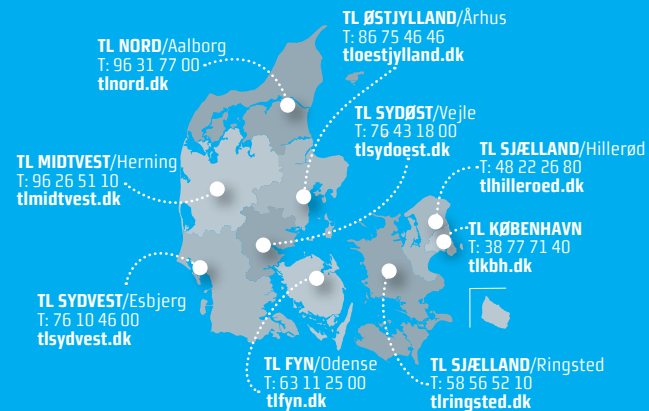 TL NORD/Aalborg
T: 96 31 77 00
tlnord.dk
TL ØSTJYLLAND/Århus
T: 86 75 46 46
tloestjylland.dk
TL SYDØST/Vejle
T: 76 43 18 00
tlsydoest.dk
TL SJÆLLAND/Hillerød
T: 48 22 26 80
tlhilleroed.dk
TL MIDTVEST/Herning
T: 96 26 51 10
tlmidtvest.dk
TL KØBENHAVN
T: 38 77 71 40
tlkbh.dk
TL SYDVEST/Esbjerg
T: 76 10 46 00
tlsydvest.dk
TL FYN/Odense
T: 63 11 25 00
tlfyn.dk
TL SJÆLLAND/Ringsted
T: 58 56 52 10
tlringsted.dk